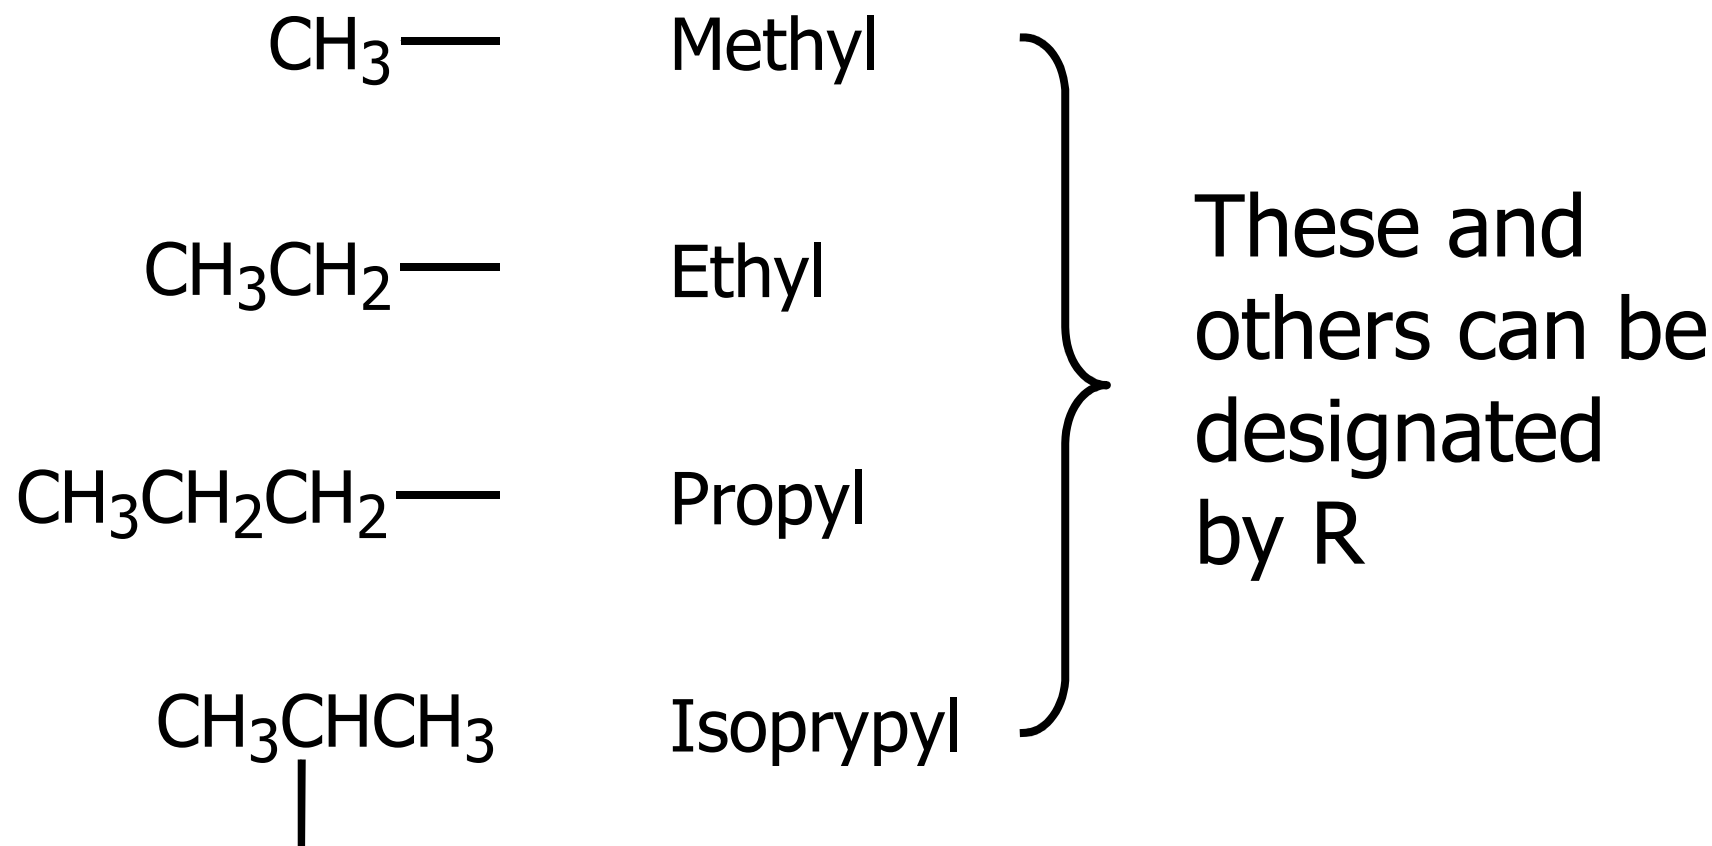 CH₃— Methyl
CH₃CH₂— Ethyl
CH₃CH₂CH₂— Propyl
CH₃CHCH₃ Isoprypyl
These and
others can be
designated
by R